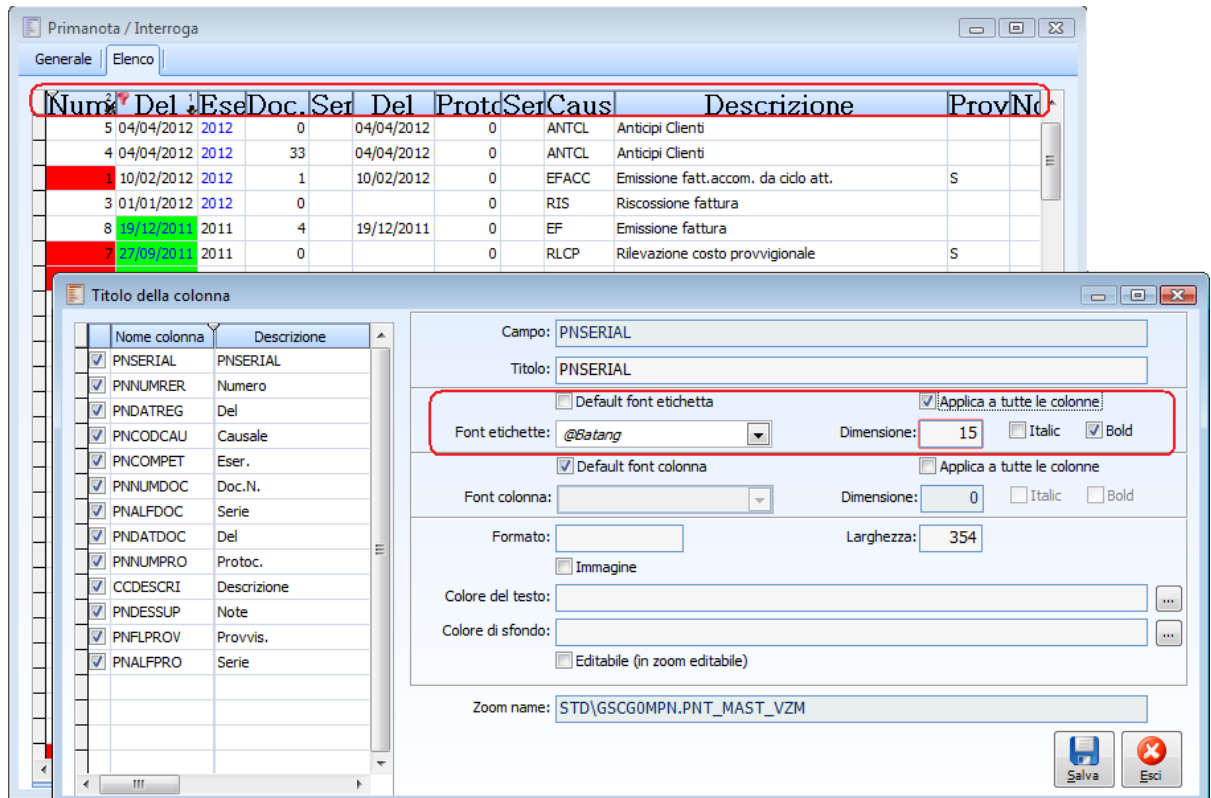 Primanota / Interroga
Generale Elenco
Num 2 Del 1 Ese Doc. Ser Del Proto Ser Caus Descrizione Prov No
5 04/04/2012 2012 0 04/04/2012 0 ANTCL Anticipi Clienti
4 04/04/2012 2012 33 04/04/2012 0 ANTCL Anticipi Clienti
1 10/02/2012 2012 1 10/02/2012 0 EFACC Emissione fatt.accom. da ciclo att. S
3 01/01/2012 2012 0 0 RIS Riscossione fattura
8 19/12/2011 2011 4 19/12/2011 0 EF Emissione fattura
7 27/09/2011 2011 0 0 RLCP Rilevazione costo provvigionale S
Titolo della colonna
Nome colonna Descrizione
PNSERIAL PNSERIAL
PNNUMRER Numero
PNDATREG Del
PNCODCAU Causale
PNCOMPET Eser.
PNNUMDOC Doc.N.
PNALFDOC Serie
PNDATDOC Del
PNNUMPRO Protoc.
CCDESCRI Descrizione
PNDESSUP Note
PNFLPROV Provvis.
PNALFPRO Serie
Campo: PNSERIAL
Titolo: PNSERIAL
Default font etichetta Applica a tutte le colonne
Font etichette: @Batang Dimensione: 15 Italic Bold
Default font colonna Applica a tutte le colonne
Font colonna: Dimensione: 0 Italic Bold
Formato: Larghezza: 354
Immagine
Colore del testo: ...
Colore di sfondo: ...
Editabile (in zoom editabile)
Zoom name: STD\GSCG0MPN.PNT_MAST_VZM
Salva Esci